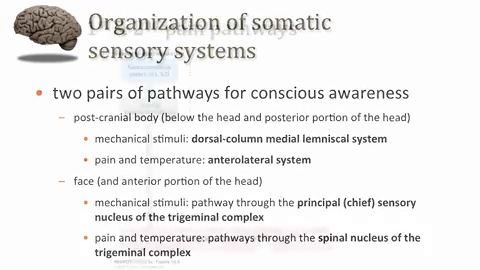 Organization of somatic
sensory systems
• two pairs of pathways for conscious awareness
– post-cranial body (below the head and posterior portion of the head)
• mechanical stimuli: dorsal-column medial lemniscal system
• pain and temperature: anterolateral system
– face (and anterior portion of the head)
• mechanical stimuli: pathway through the principal (chief) sensory
nucleus of the trigeminal complex
• pain and temperature: pathways through the spinal nucleus of the
trigeminal complex